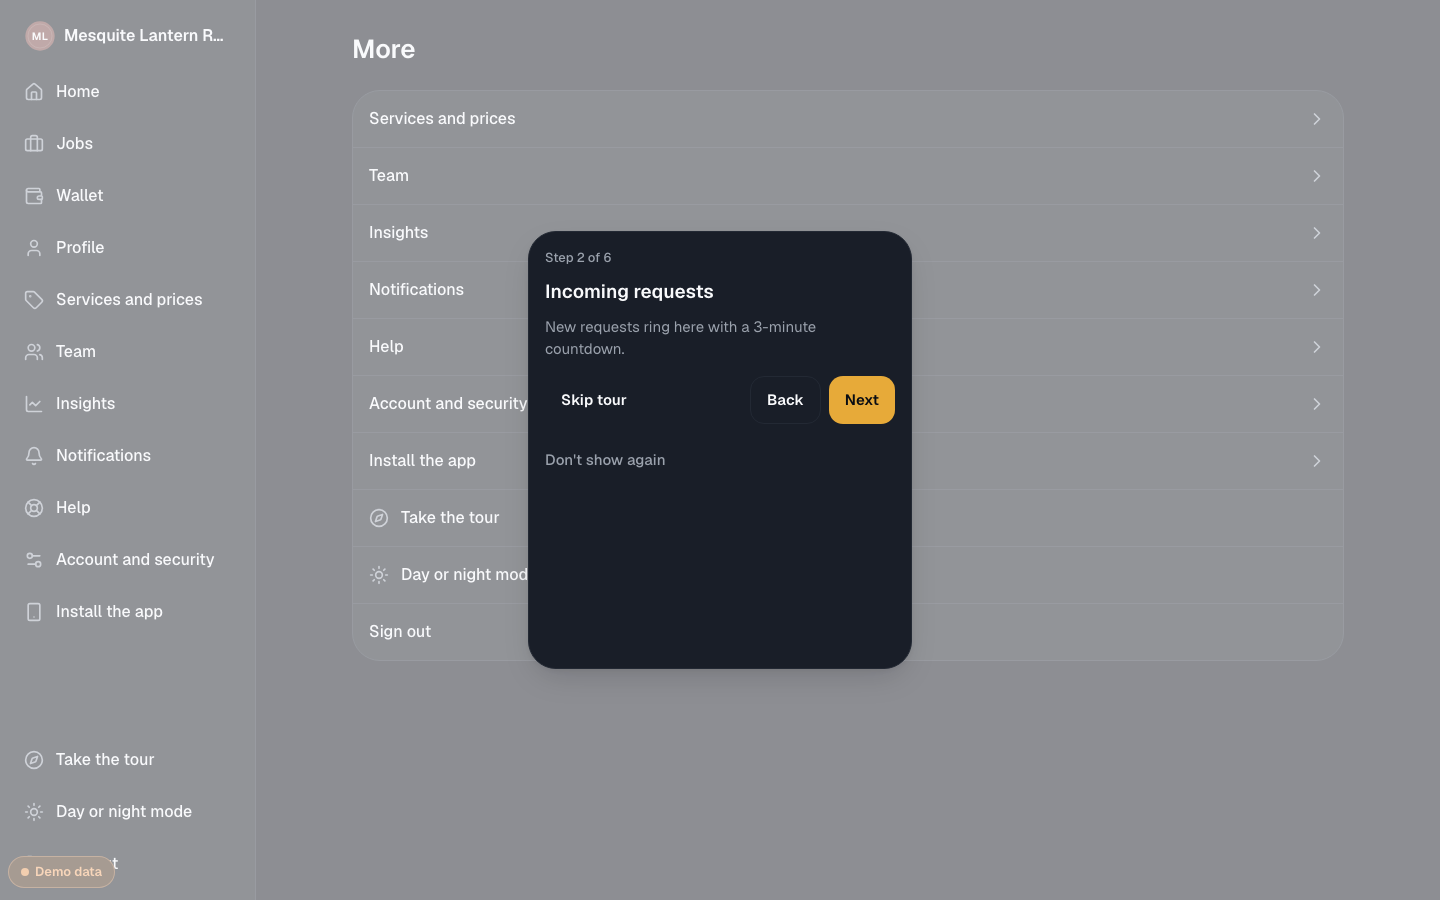 ML
Mesquite Lantern R...
Home
Jobs
Wallet
Profile
Services and prices
Team
Insights
Notifications
Help
Account and security
Install the app
Take the tour
Day or night mode
Demo data
More
Services and prices
Team
Insights
Notifications
Help
Account and security
Install the app
Take the tour
Day or night mod
Sign out
Step 2 of 6
Incoming requests
New requests ring here with a 3-minute
countdown.
Skip tour
Back
Next
Don't show again